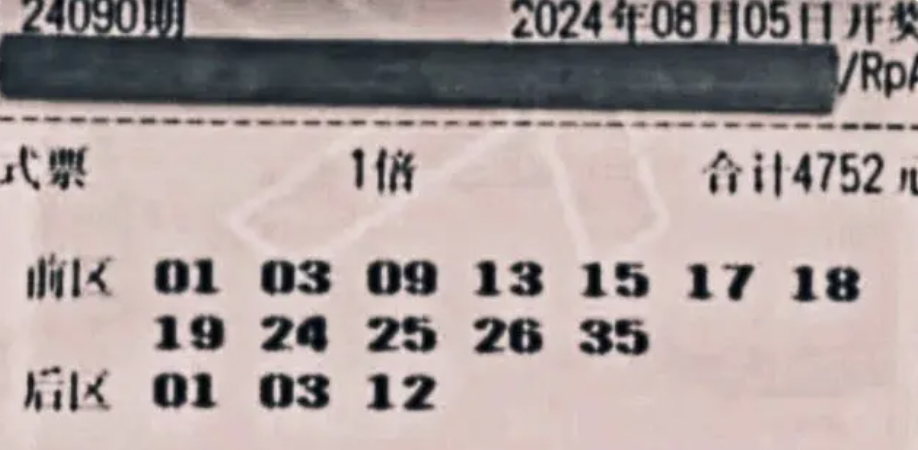 24090期 2024年08月05日开奖
/RpA
式票 1倍 合计4752元
前区 01 03 09 13 15 17 18
19 24 25 26 35
后区 01 03 12